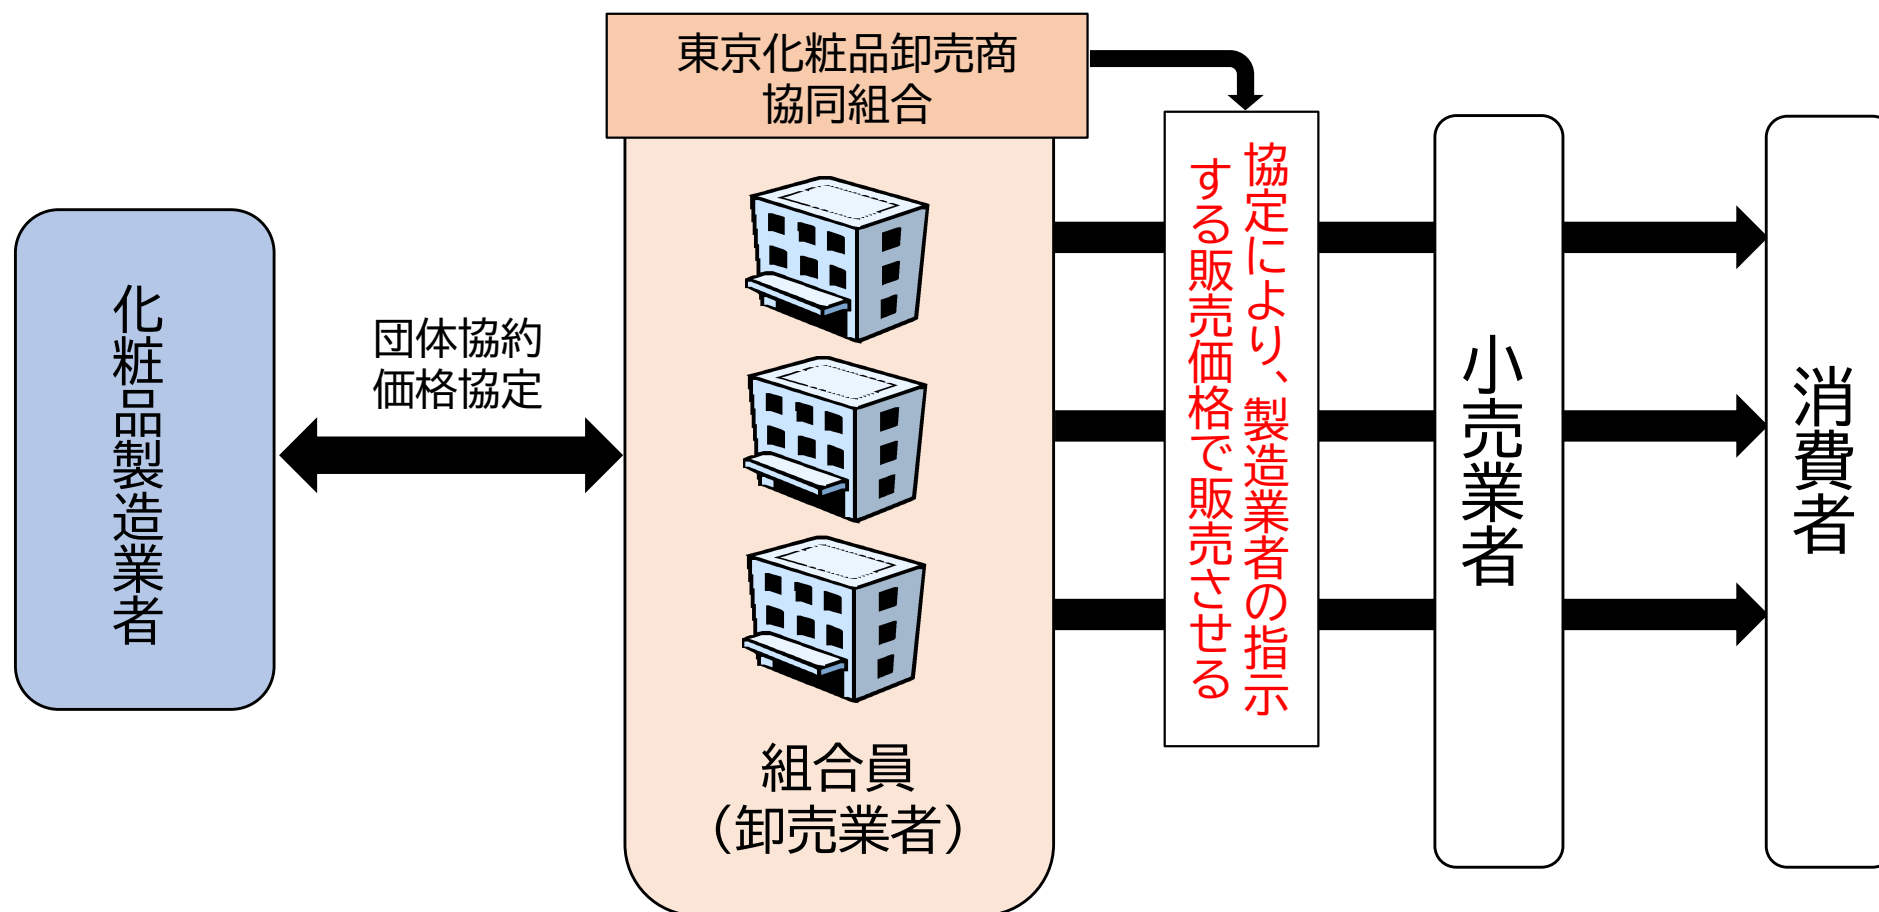 東京化粧品卸売商
協同組合
化粧品製造業者
団体協約
価格協定
組合員
（卸売業者）
協定により、製造業者の指示
する販売価格で販売させる
小売業者
消費者